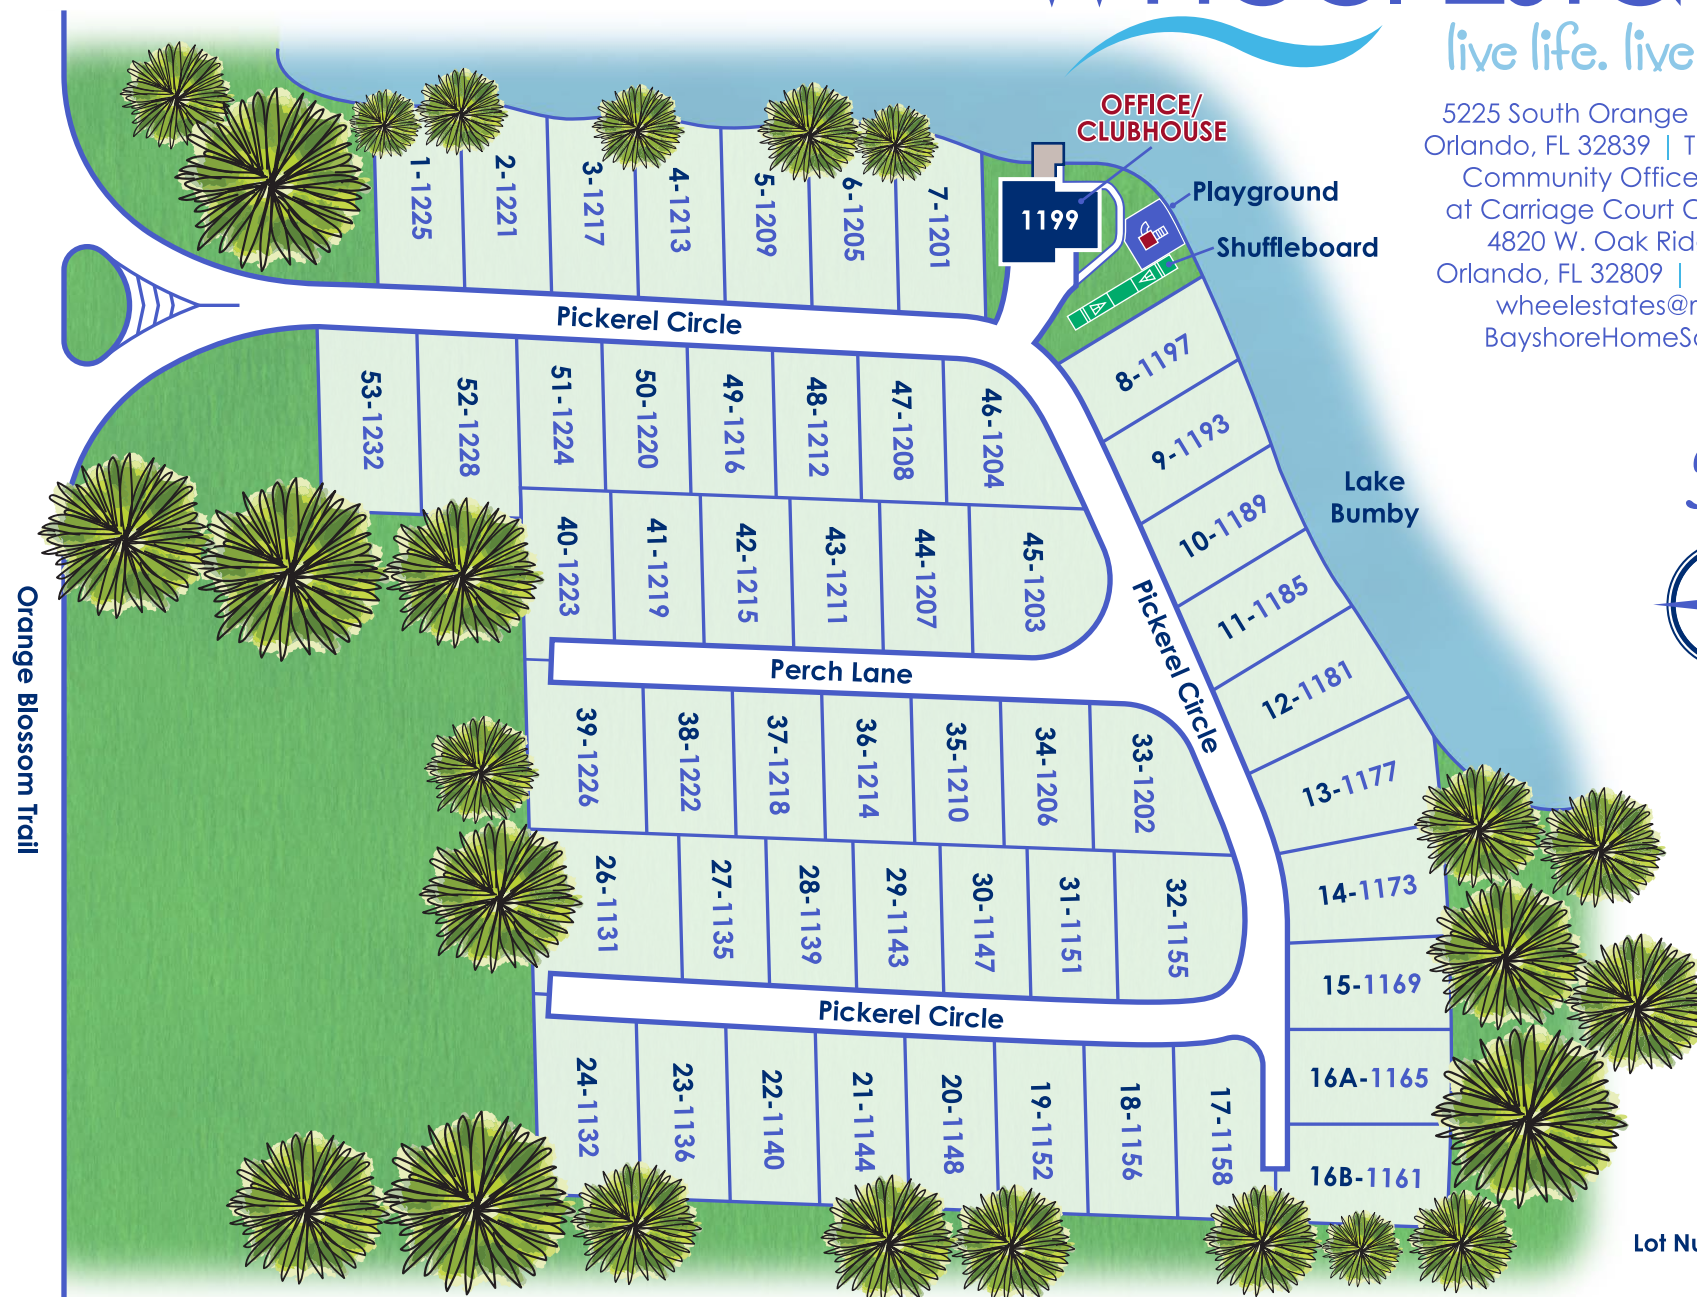 live life. live
5225 South Orange
Orlando, FL 32839 | T
Community Office
at Carriage Court C
4820 W. Oak Rid
Orlando, FL 32809 |
wheelestates@r
BayshoreHomeSa
OFFICE/
CLUBHOUSE
1199
Playground
Shuffleboard
1-1225
2-1221
3-1217
4-1213
5-1209
6-1205
7-1201
Pickerel Circle
8-1197
9-1193
10-1189
11-1185
12-1181
13-1177
14-1173
15-1169
16A-1165
16B-1161
Lake
Bumby
53-1232
52-1228
51-1224
50-1220
49-1216
48-1212
47-1208
46-1204
40-1223
41-1219
42-1215
43-1211
44-1207
45-1203
Perch Lane
Pickerel Circle
39-1226
38-1222
37-1218
36-1214
35-1210
34-1206
33-1202
26-1131
27-1135
28-1139
29-1143
30-1147
31-1151
32-1155
Pickerel Circle
24-1132
23-1136
22-1140
21-1144
20-1148
19-1152
18-1156
17-1158
Orange Blossom Trail
Lot Nu